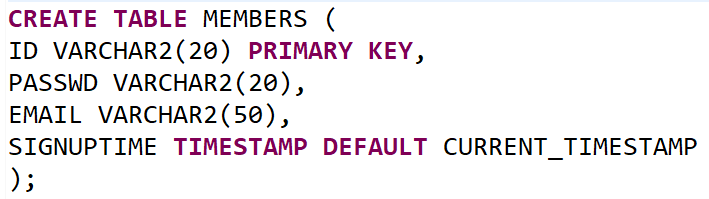 CREATE TABLE MEMBERS (
ID VARCHAR2(20) PRIMARY KEY,
PASSWD VARCHAR2(20),
EMAIL VARCHAR2(50),
SIGNUPTIME TIMESTAMP DEFAULT CURRENT_TIMESTAMP
);